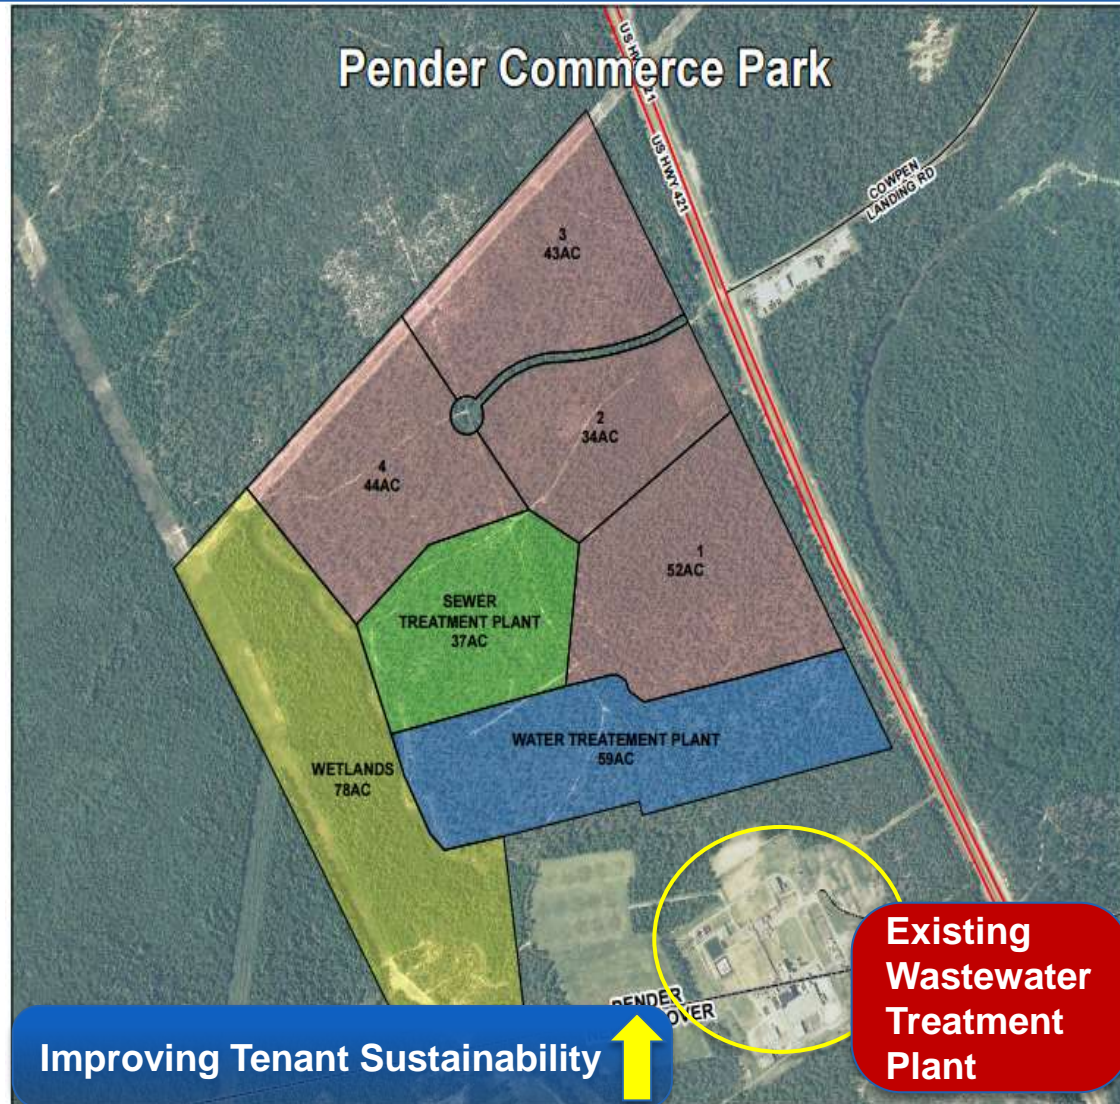 Pender Commerce Park
US HWY 421
US HWY 421
COWPEN
LANDING RD
3
43AC
2
34AC
4
44AC
1
52AC
SEWER
TREATMENT PLANT
37AC
WATER TREATEMENT PLANT
59AC
WETLANDS
78AC
PENDER
OVER
Existing
Wastewater
Treatment
Plant
Improving Tenant Sustainability